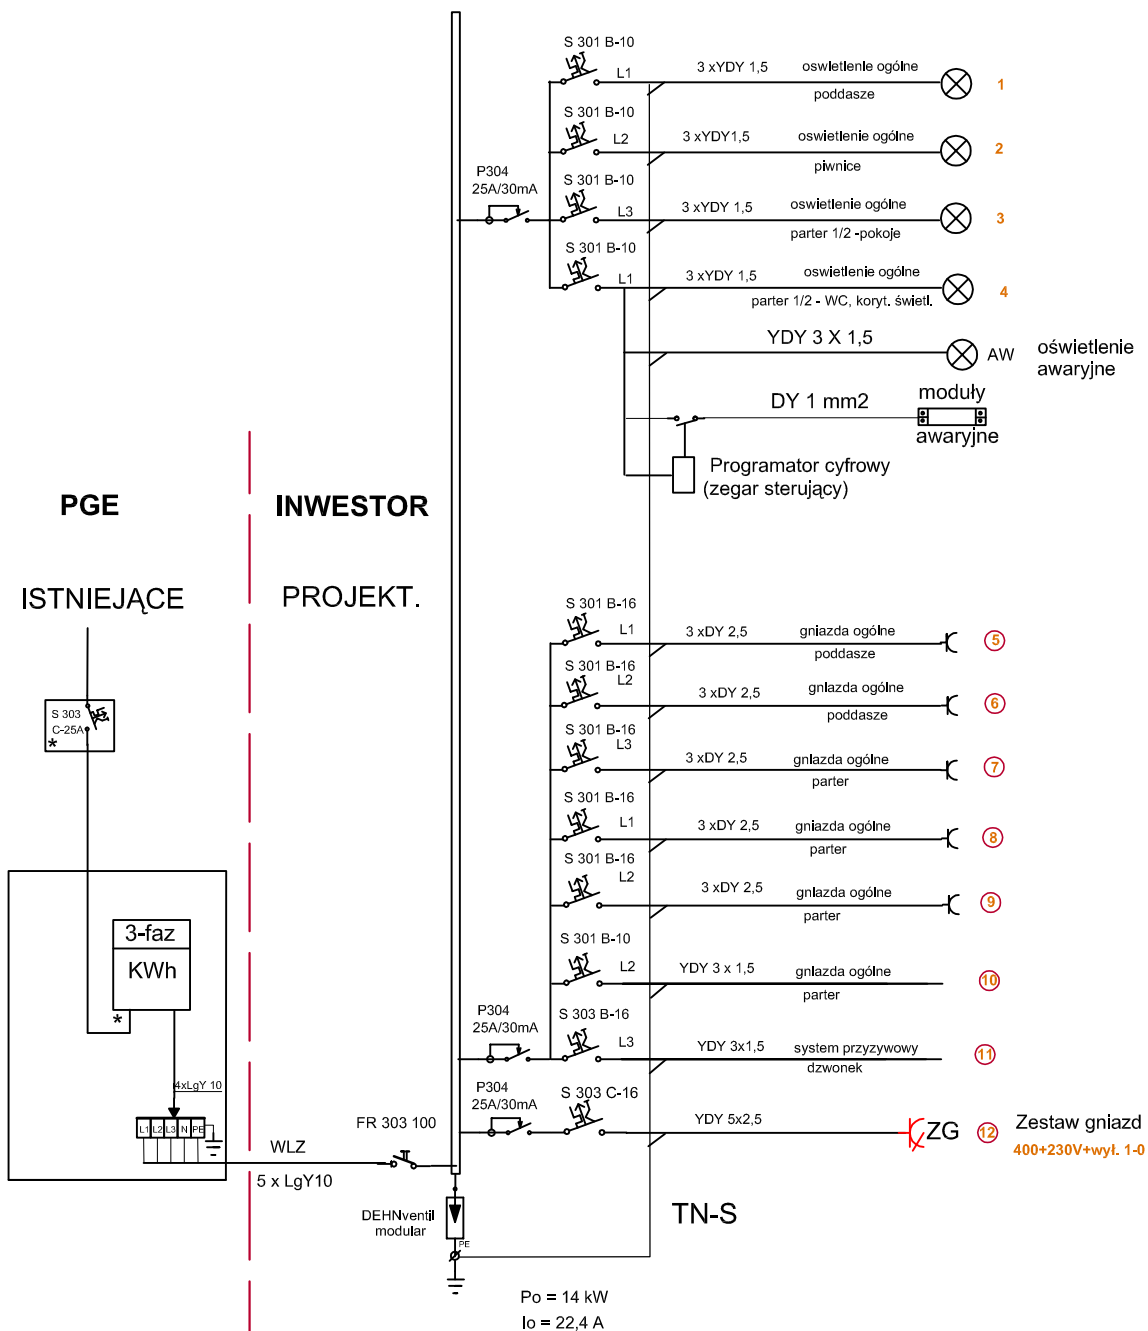 S 301 B-10
L1
3 xYDY 1,5
oswietlenie ogólne
poddasze
1
S 301 B-10
L2
3 xYDY1,5
oswietlenie ogólne
piwnice
2
P304
25A/30mA
S 301 B-10
L3
3 xYDY 1,5
oswietlenie ogólne
parter 1/2 -pokoje
3
S 301 B-10
L1
3 xYDY 1,5
oswietlenie ogólne
parter 1/2 - WC, koryt. świetl.
4
YDY 3 X 1,5
AW
oświetlenie
awaryjne
DY 1 mm2
moduły
awaryjne
Programator cyfrowy
(zegar sterujący)
PGE
INWESTOR
ISTNIEJĄCE
PROJEKT.
S 301 B-16
L1
3 xDY 2,5
gniazda ogólne
poddasze
5
S 301 B-16
L2
3 xDY 2,5
gniazda ogólne
poddasze
6
S 303
C-25A
*
S 301 B-16
L3
3 xDY 2,5
gniazda ogólne
parter
7
S 301 B-16
L1
3 xDY 2,5
gniazda ogólne
parter
8
S 301 B-16
L2
3 xDY 2,5
gniazda ogólne
parter
9
3-faz
KWh
*
S 301 B-10
L2
YDY 3 x 1,5
gniazda ogólne
parter
10
P304
25A/30mA
S 303 B-16
L3
YDY 3x1,5
system przyzywowy
dzwonek
11
P304
25A/30mA
S 303 C-16
YDY 5x2,5
ZG
12
Zestaw gniazd
400+230V+wył. 1-0
4xLgY 10
L1 L2 L3 N PE
WLZ
5 x LgY10
FR 303 100
DEHNventil
modular
PE
TN-S
Po = 14 kW
Io = 22,4 A